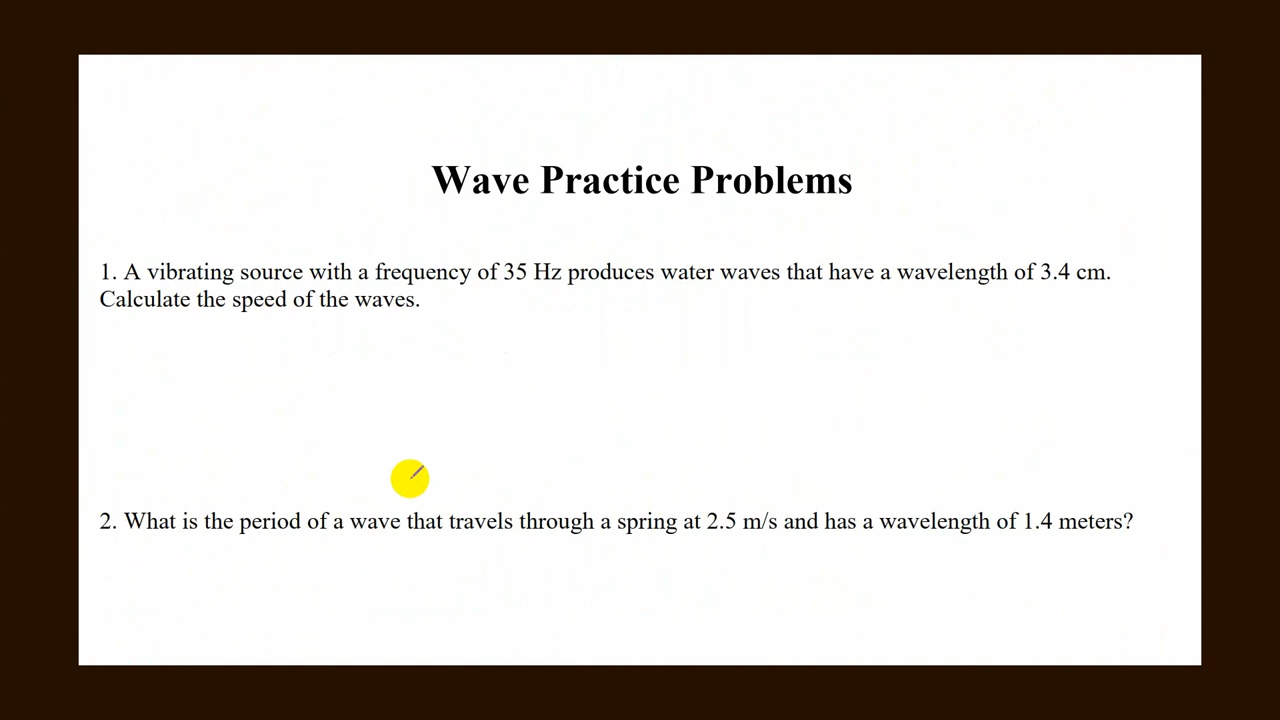 Wave Practice Problems
1. A vibrating source with a frequency of 35 Hz produces water waves that have a wavelength of 3.4 cm.
Calculate the speed of the waves.
2. What is the period of a wave that travels through a spring at 2.5 m/s and has a wavelength of 1.4 meters?